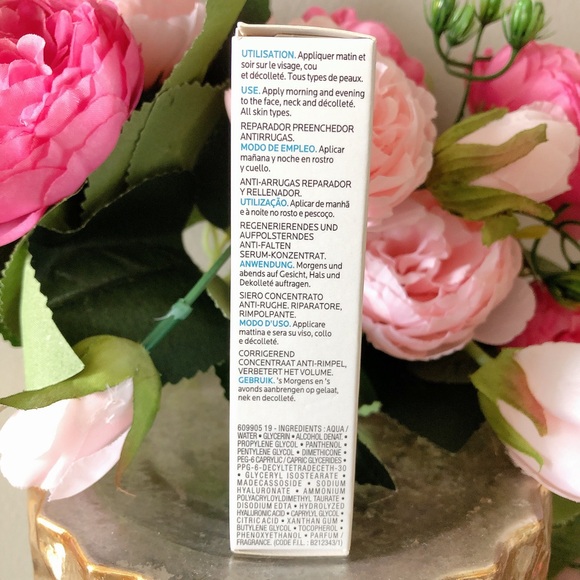 UTILISATION. Appliquer matin et
soir sur le visage, cou
et décolleté. Tous types de peaux.
USE. Apply morning and evening
to the face, neck and décolleté.
All skin types.
REPARADOR PREENCHEDOR
ANTIRRUGAS.
MODO DE EMPLEO. Aplicar
mañana y noche en rostro
y cuello.
ANTI-ARRUGAS REPARADOR
Y RELLENADOR.
UTILIZAÇÃO. Aplicar de manhã
e à noite no rosto e pescoço.
REGENERIERENDES UND
AUFPOLSTERNDES
ANTI-FALTEN
SERUM-KONZENTRAT.
ANWENDUNG. Morgens und
abends auf Gesicht, Hals und
Dekolleté auftragen.
SIERO CONCENTRATO
ANTI-RUGHE. RIPARATORE,
RIMPOLPANTE.
MODO D'USO. Applicare
mattina e sera su viso, collo
e décolleté.
CORRIGEREND
CONCENTRAAT ANTI-RIMPEL,
VERBETERT HET VOLUME.
GEBRUIK. 's Morgens en 's
avonds aanbrengen op gelaat,
nek en decolleté.
609905 19 - INGREDIENTS : AQUA /
WATER • GLYCERIN • ALCOHOL DENAT. •
PROPYLENE GLYCOL • PANTHENOL •
PENTYLENE GLYCOL • DIMETHICONE •
PEG-6 CAPRYLIC / CAPRIC GLYCERIDES •
PPG-6-DECYLTETRADECETH-30
• GLYCERYL ISOSTEARATE •
MADECASSOSIDE • SODIUM
HYALURONATE • AMMONIUM
POLYACRYLOYLDIMETHYL TAURATE •
DISODIUM EDTA • HYDROLYZED
HYALURONIC ACID • CAPRYLYL GLYCOL •
CITRIC ACID • XANTHAN GUM •
BUTYLENE GLYCOL • TOCOPHEROL •
PHENOXYETHANOL • PARFUM /
FRAGRANCE. (CODE F.I.L. : B212343/1)